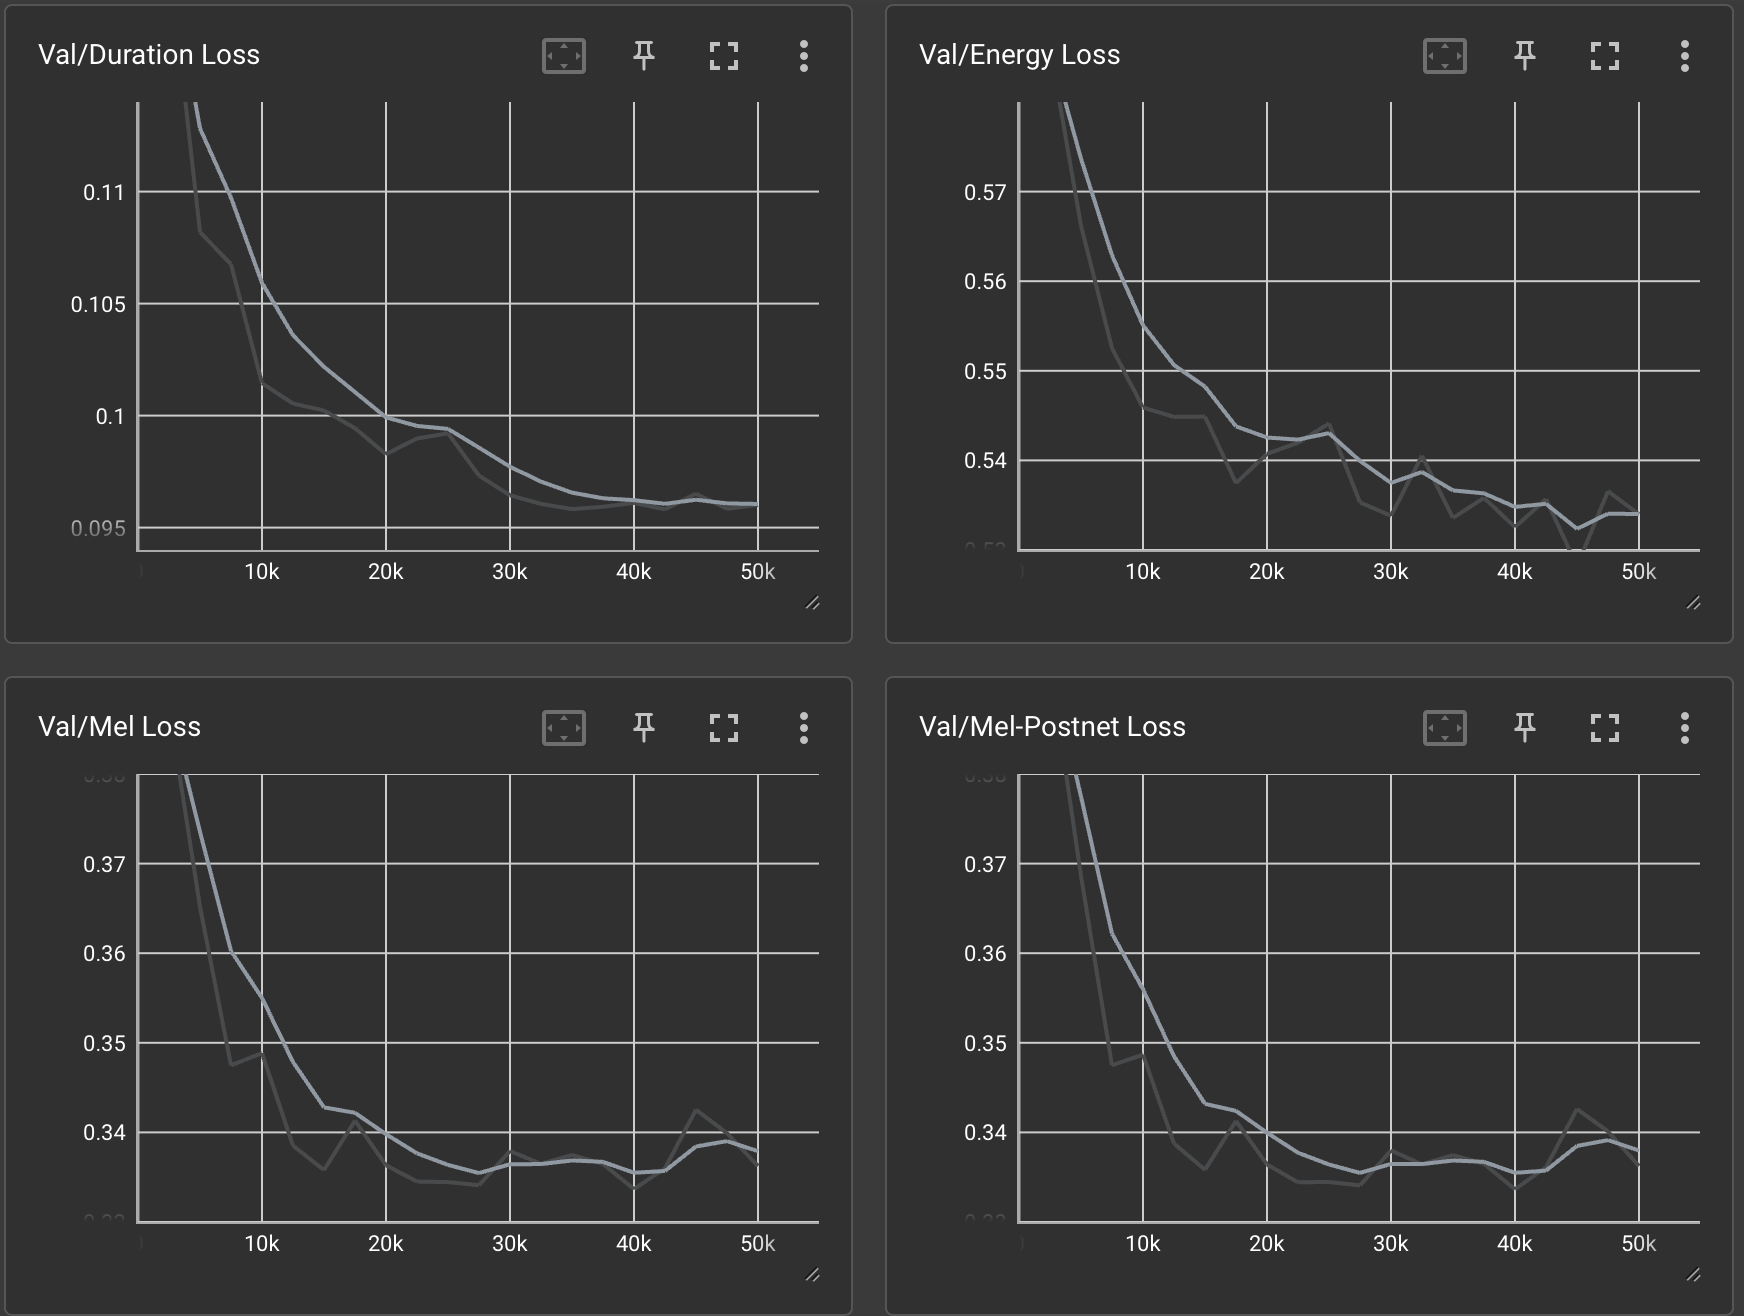 Val/Duration Loss
0.11
0.105
0.1
0.095
10k 20k 30k 40k 50k
Val/Energy Loss
0.57
0.56
0.55
0.54
10k 20k 30k 40k 50k
Val/Mel Loss
0.37
0.36
0.35
0.34
10k 20k 30k 40k 50k
Val/Mel-Postnet Loss
0.37
0.36
0.35
0.34
10k 20k 30k 40k 50k